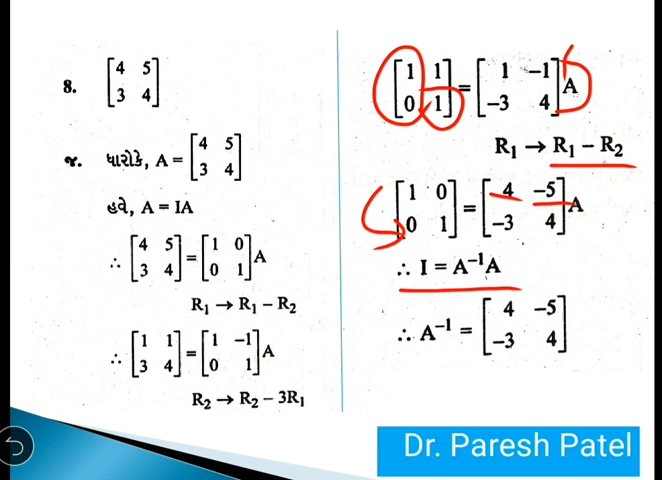 8. [4 5; 3 4]
જ. ધારોકે, A = [4 5; 3 4]
હવે, A = IA
∴ [4 5; 3 4] = [1 0; 0 1] A
R₁ → R₁ − R₂
∴ [1 1; 3 4] = [1 −1; 0 1] A
R₂ → R₂ − 3R₁
[1 1; 0 1] = [1 −1; −3 4] A
R₁ → R₁ − R₂
[1 0; 0 1] = [4 −5; −3 4] A
∴ I = A⁻¹A
∴ A⁻¹ = [4 −5; −3 4]
Dr. Paresh Patel